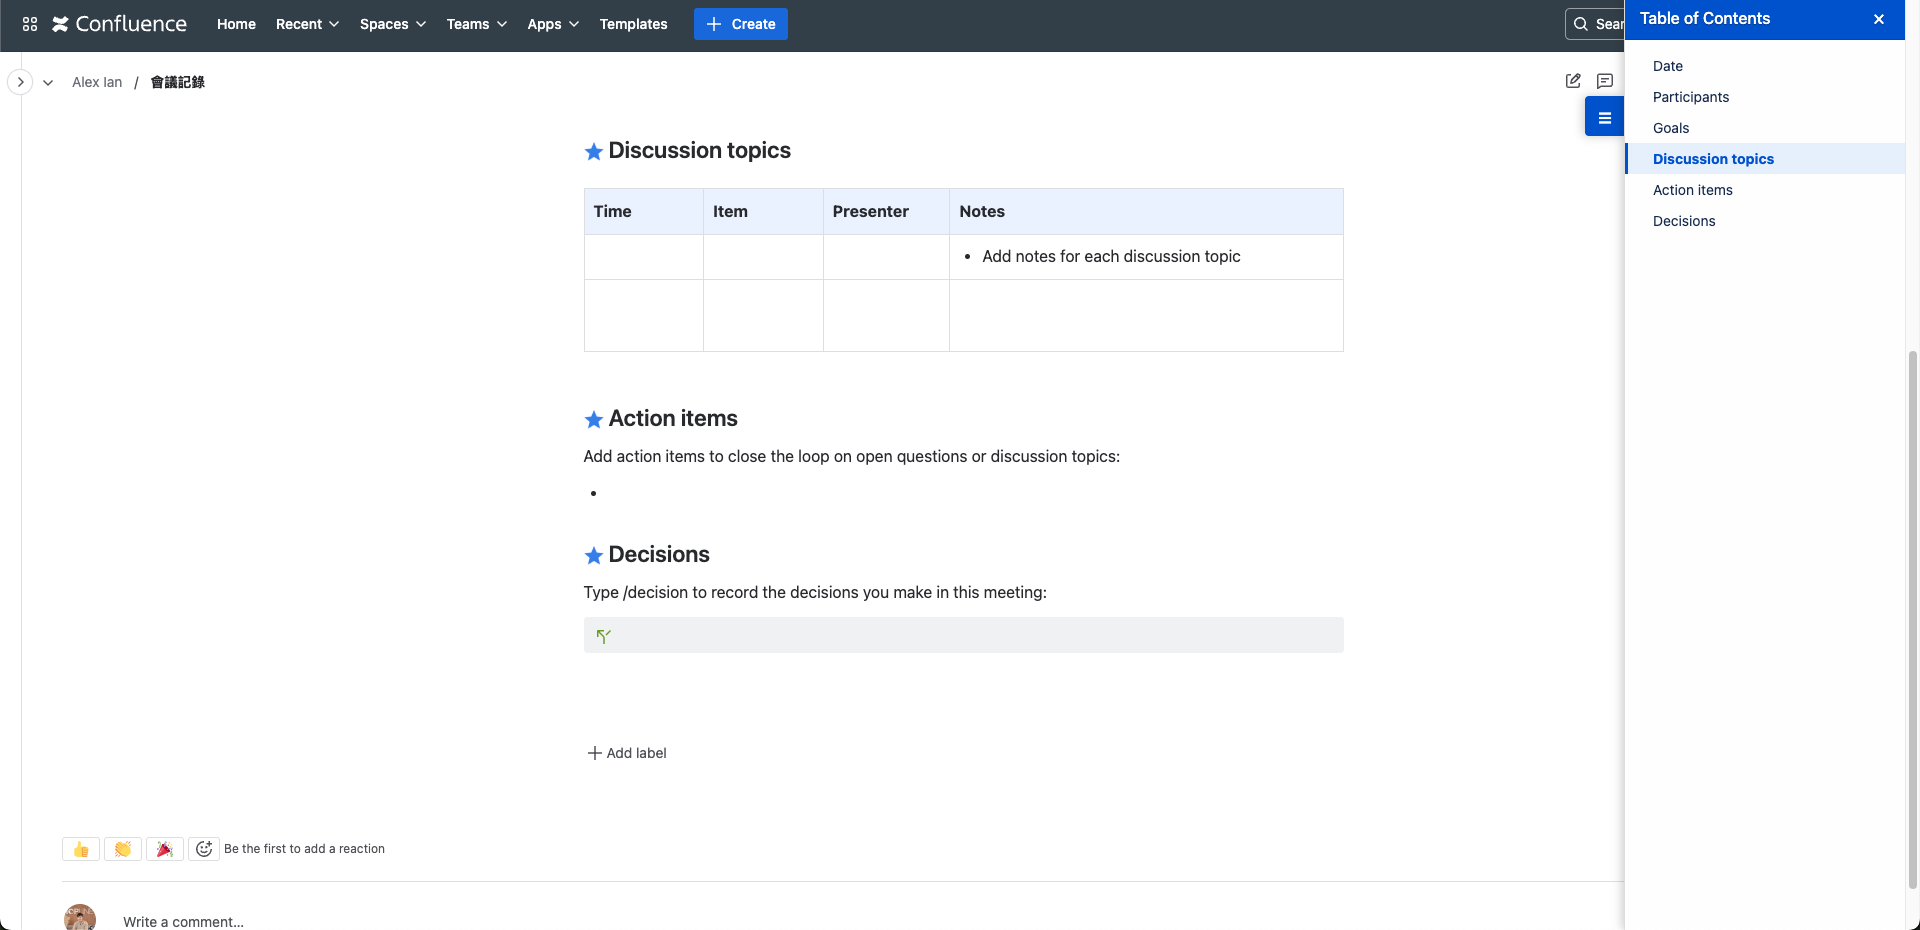 Confluence Home Recent Spaces Teams Apps Templates Create
Table of Contents
Alex Ian / 會議記錄
Date
Participants
Goals
Discussion topics
Action items
Decisions
Discussion topics
Time Item Presenter Notes
• Add notes for each discussion topic
Action items
Add action items to close the loop on open questions or discussion topics:
•
Decisions
Type /decision to record the decisions you make in this meeting:
Add label
Be the first to add a reaction
Write a comment...